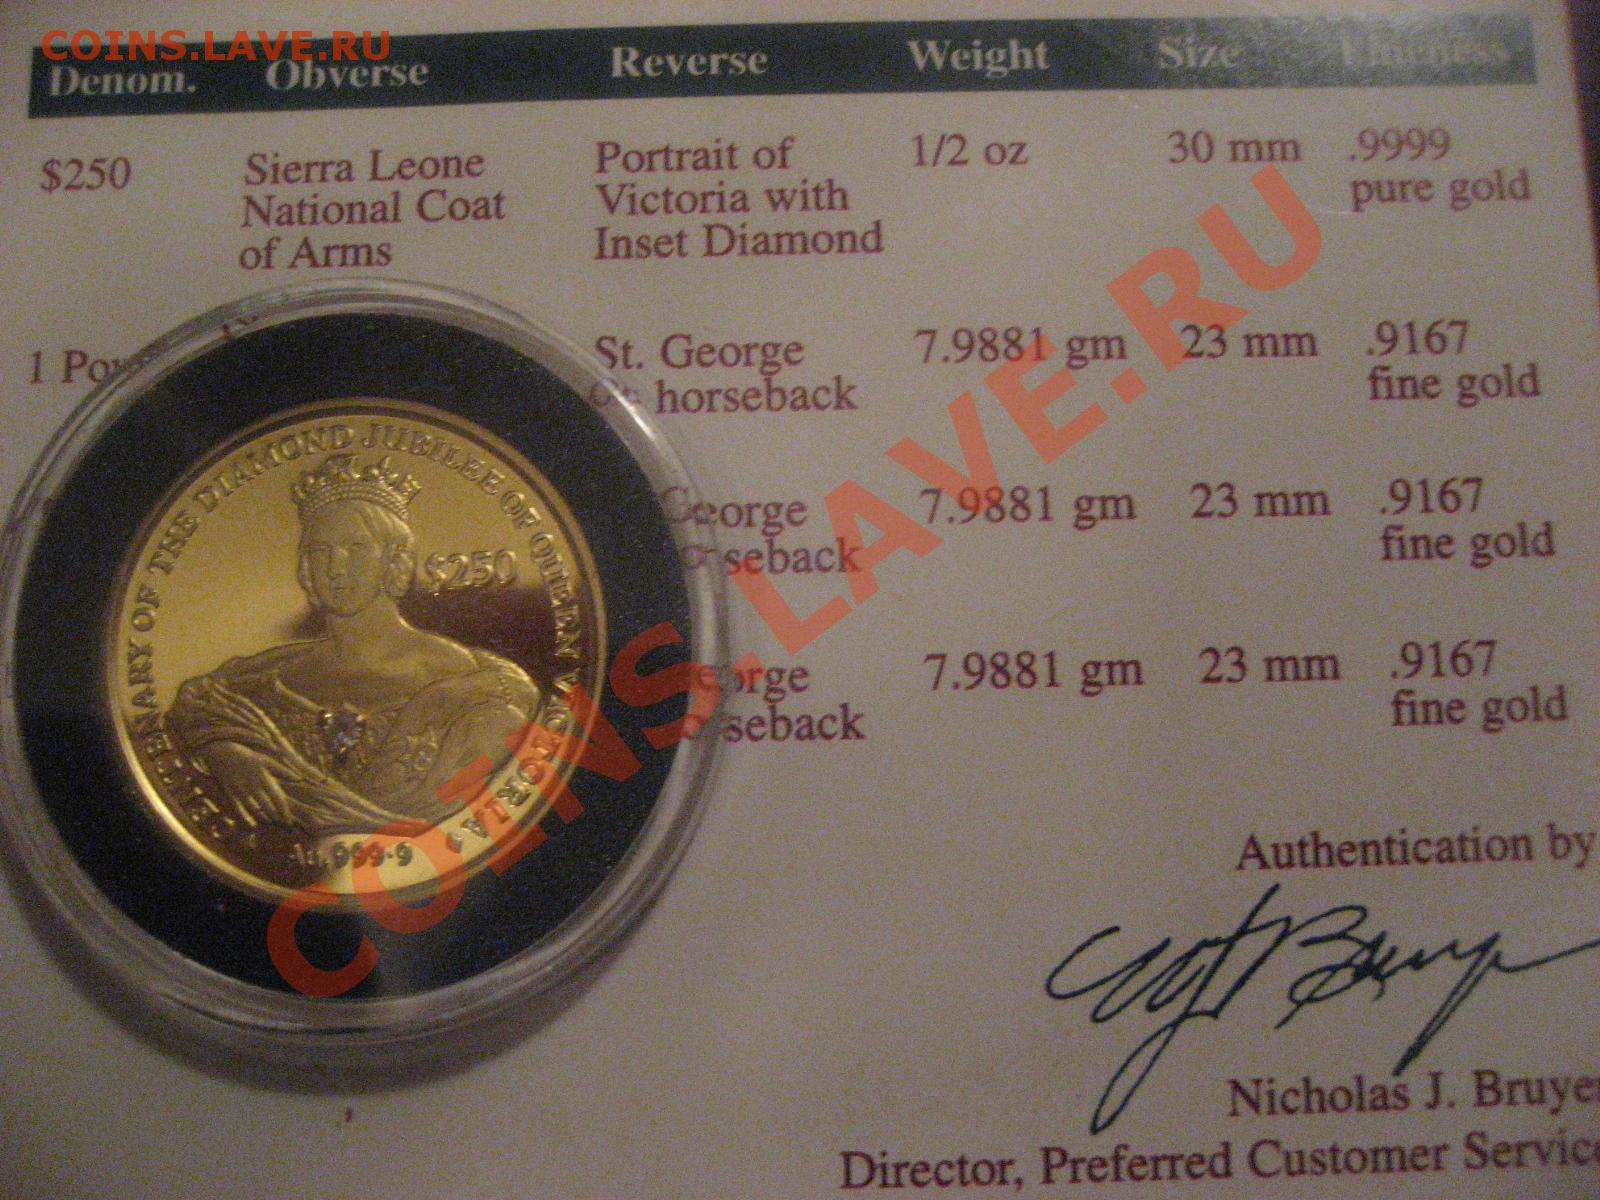 COINS.LAVE.RU
Denom. Obverse Reverse Weight Size Fineness
$250 Sierra Leone Portrait of 1/2 oz 30 mm .9999
National Coat Victoria with pure gold
of Arms Inset Diamond
1 St. George 7.9881 gm 23 mm .9167
horseback fine gold
George 7.9881 gm 23 mm .9167
fine gold
7.9881 gm 23 mm .9167
fine gold
CENTENARY OF THE DIAMOND JUBILEE OF QUEEN VICTORIA
$250
Au 999.9
COINS.LAVE.RU
Authentication by
Nicholas J.
Director, Preferred Customer